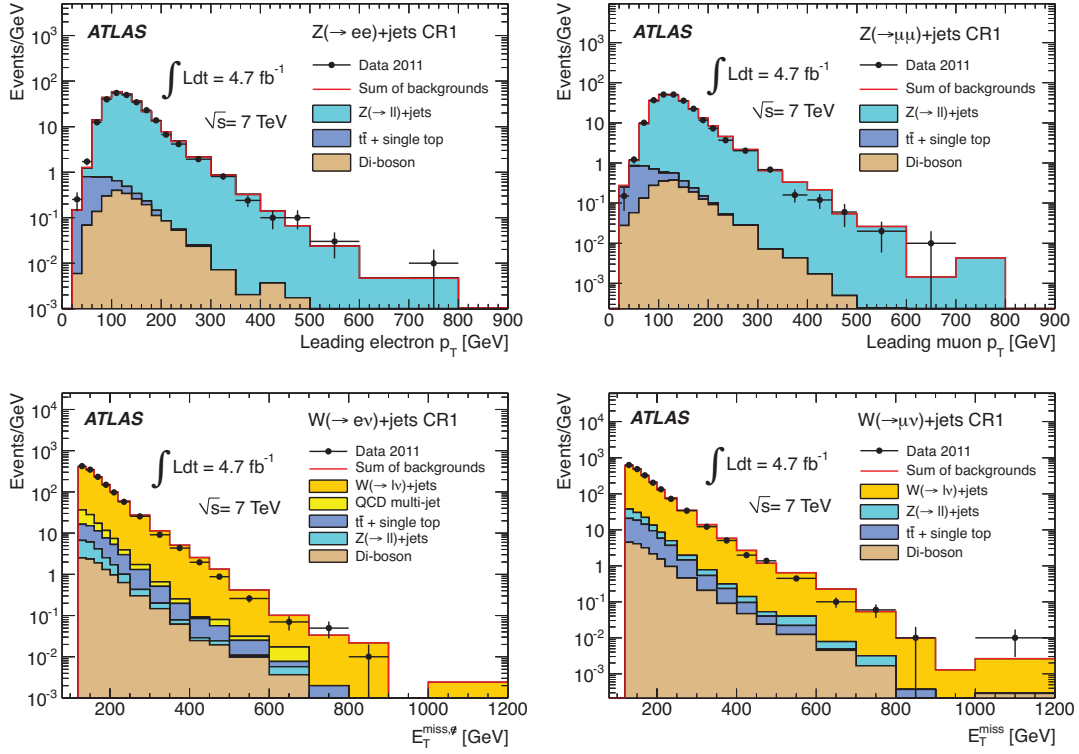 Events/GeV
ATLAS
Z(→ ee)+jets CR1
∫ Ldt = 4.7 fb⁻¹
√s= 7 TeV
Data 2011
Sum of backgrounds
Z(→ ll)+jets
tt̄ + single top
Di-boson
10³
10²
10
1
10⁻¹
10⁻²
10⁻³
0 100 200 300 400 500 600 700 800 900
Leading electron p_T [GeV]
Events/GeV
ATLAS
Z(→μμ)+jets CR1
∫ Ldt = 4.7 fb⁻¹
√s= 7 TeV
Data 2011
Sum of backgrounds
Z(→ ll)+jets
tt̄ + single top
Di-boson
10³
10²
10
1
10⁻¹
10⁻²
10⁻³
0 100 200 300 400 500 600 700 800 900
Leading muon p_T [GeV]
Events/GeV
ATLAS
W(→ eν)+jets CR1
∫ Ldt = 4.7 fb⁻¹
√s = 7 TeV
Data 2011
Sum of backgrounds
W(→ lν)+jets
QCD multi-jet
tt̄ + single top
Z(→ ll)+jets
Di-boson
10⁴
10³
10²
10
1
10⁻¹
10⁻²
10⁻³
200 400 600 800 1000 1200
E_T^miss,e̸ [GeV]
Events/GeV
ATLAS
W(→μν)+jets CR1
∫ Ldt = 4.7 fb⁻¹
√s = 7 TeV
Data 2011
Sum of backgrounds
W(→ lν)+jets
Z(→ ll)+jets
tt̄ + single top
Di-boson
10⁴
10³
10²
10
1
10⁻¹
10⁻²
10⁻³
200 400 600 800 1000 1200
E_T^miss [GeV]